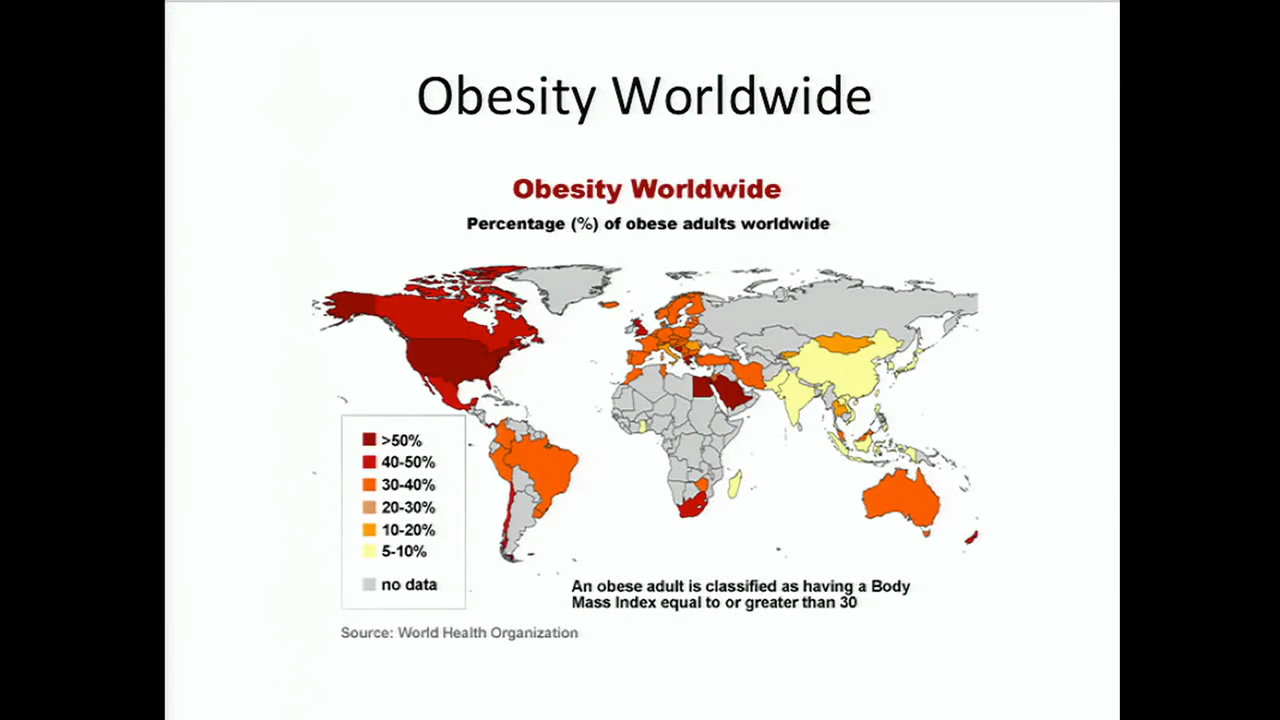 Obesity Worldwide
Obesity Worldwide
Percentage (%) of obese adults worldwide
>50%
40-50%
30-40%
20-30%
10-20%
5-10%
no data
An obese adult is classified as having a Body
Mass Index equal to or greater than 30
Source: World Health Organization